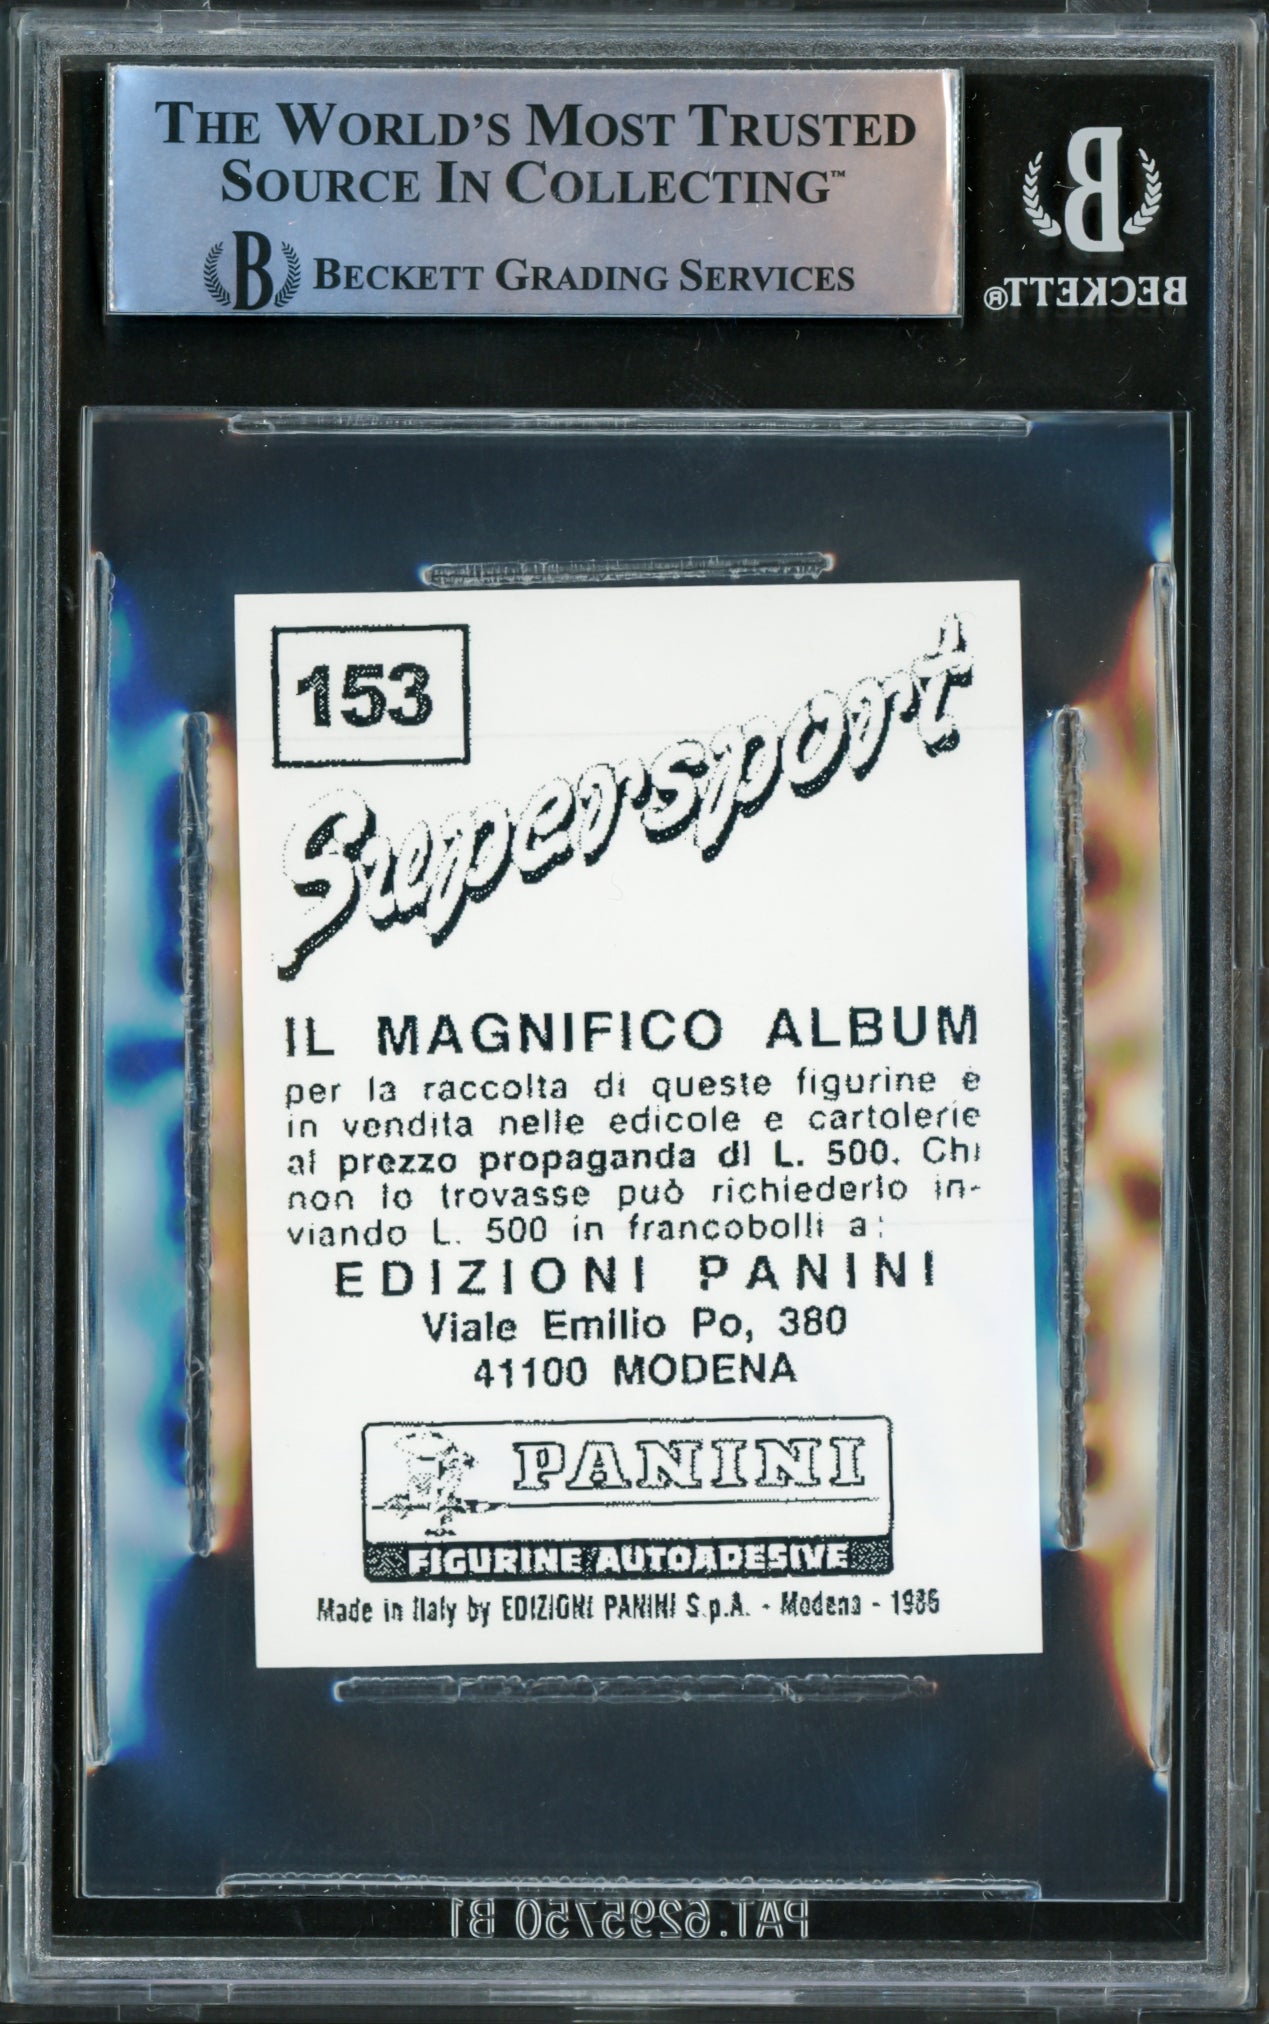 THE WORLD'S MOST TRUSTED
SOURCE IN COLLECTING™
B BECKETT GRADING SERVICES
B
BECKETT®
153
Supersport
IL MAGNIFICO ALBUM
per la raccolta di queste figurine è
in vendita nelle edicole e cartolerie
al prezzo propaganda di L. 500. Chi
non lo trovasse può richiederlo in-
viando L. 500 in francobolli a:
EDIZIONI PANINI
Viale Emilio Po, 380
41100 MODENA
PANINI
FIGURINE AUTOADESIVE
Made in Italy by EDIZIONI PANINI S.p.A. - Modena - 1986
PAT.6295750 B1